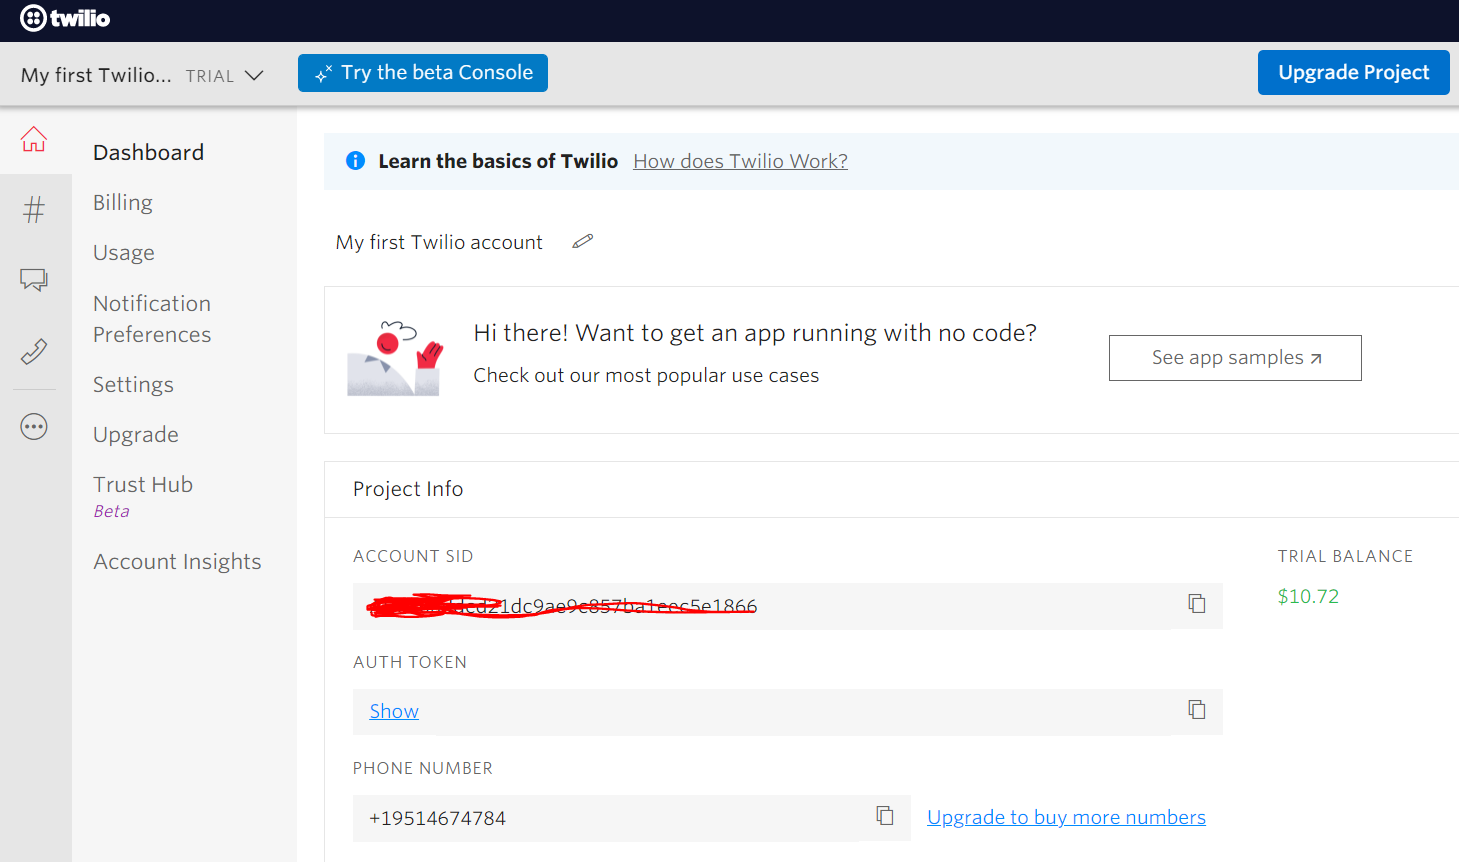 twilio
My first Twilio... TRIAL
Try the beta Console
Upgrade Project
Dashboard
Billing
Usage
Notification
Preferences
Settings
Upgrade
Trust Hub
Beta
Account Insights
Learn the basics of Twilio How does Twilio Work?
My first Twilio account
Hi there! Want to get an app running with no code?
Check out our most popular use cases
See app samples
Project Info
ACCOUNT SID
TRIAL BALANCE
$10.72
AUTH TOKEN
Show
PHONE NUMBER
+19514674784
Upgrade to buy more numbers